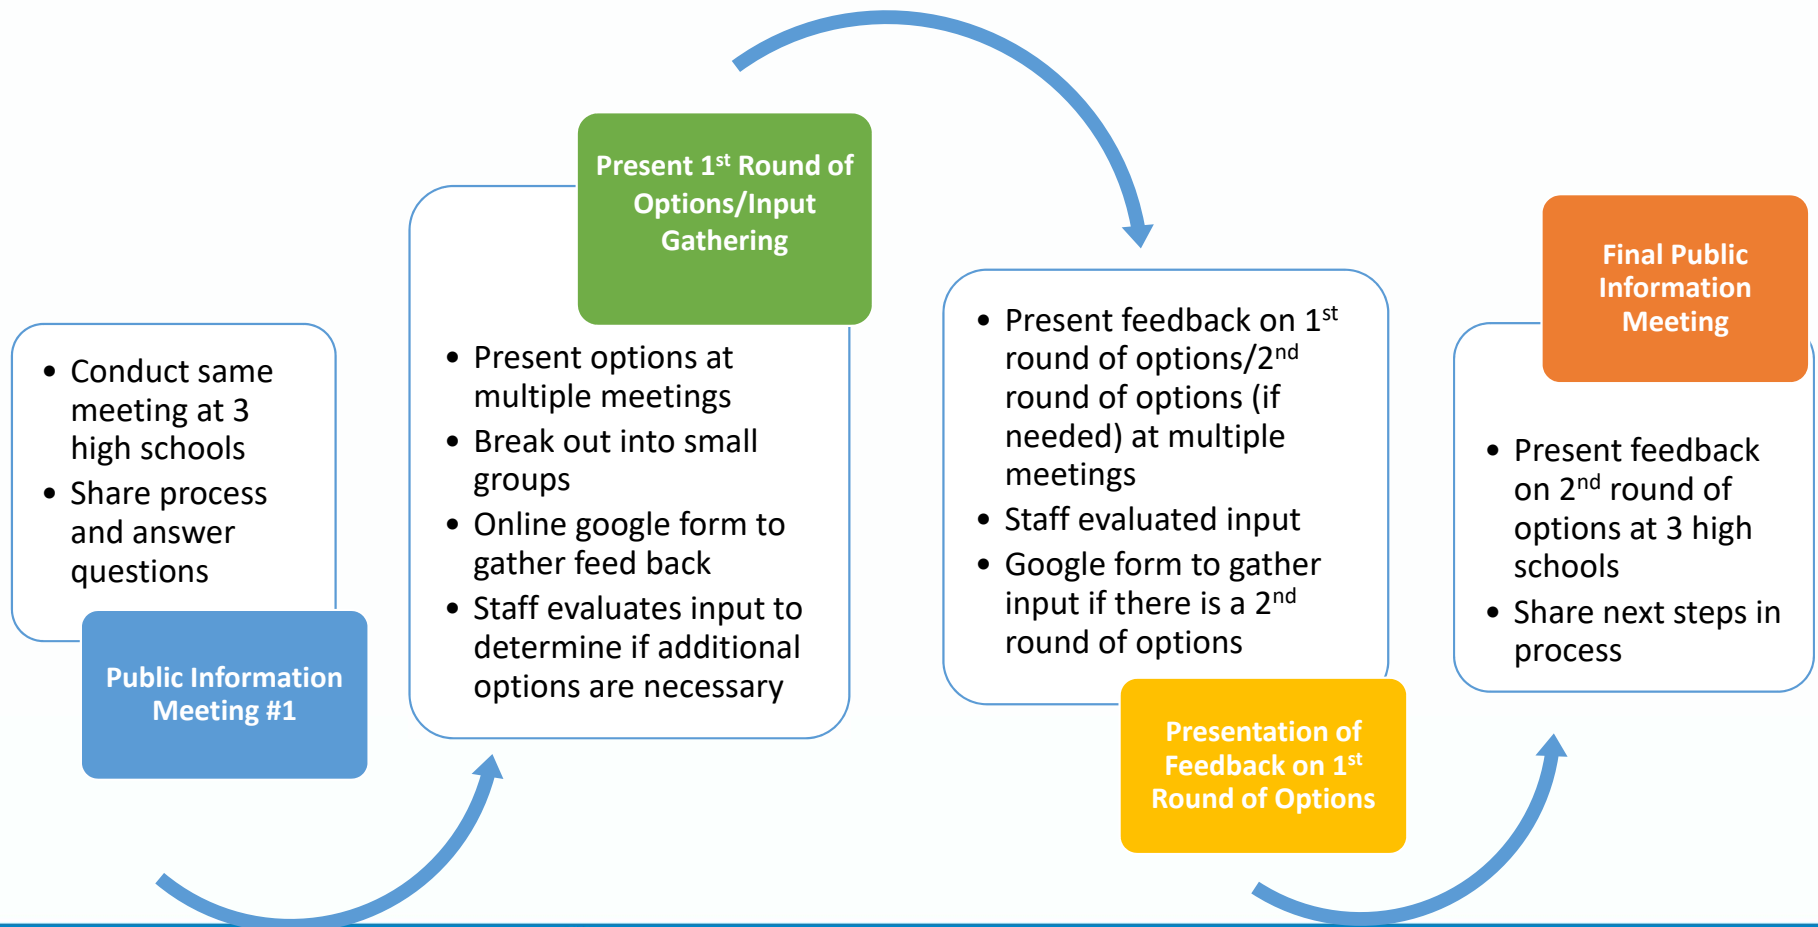 • Conduct same
meeting at 3
high schools
• Share process
and answer
questions
Public Information
Meeting #1
Present 1st Round of
Options/Input
Gathering
• Present options at
multiple meetings
• Break out into small
groups
• Online google form to
gather feed back
• Staff evaluates input to
determine if additional
options are necessary
• Present feedback on 1st
round of options/2nd
round of options (if
needed) at multiple
meetings
• Staff evaluated input
• Google form to gather
input if there is a 2nd
round of options
Presentation of
Feedback on 1st
Round of Options
Final Public
Information
Meeting
• Present feedback
on 2nd round of
options at 3 high
schools
• Share next steps in
process